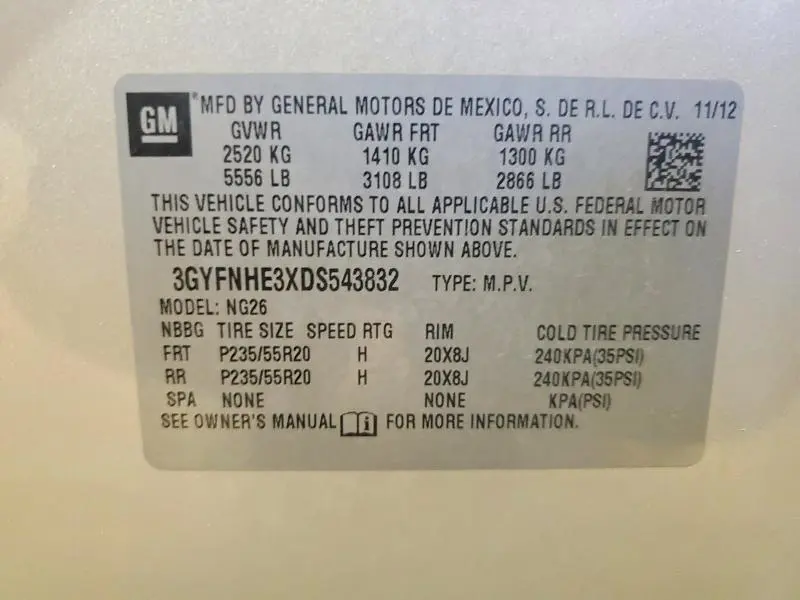 GM *MFD BY GENERAL MOTORS DE MEXICO, S. DE R.L. DE C.V. 11/12
GVWR GAWR FRT GAWR RR
2520 KG 1410 KG 1300 KG
5556 LB 3108 LB 2866 LB
THIS VEHICLE CONFORMS TO ALL APPLICABLE U.S. FEDERAL MOTOR
VEHICLE SAFETY AND THEFT PREVENTION STANDARDS IN EFFECT ON
THE DATE OF MANUFACTURE SHOWN ABOVE.
3GYFNHE3XDS543832 TYPE: M.P.V.
MODEL: NG26
NBBG TIRE SIZE SPEED RTG RIM COLD TIRE PRESSURE
FRT P235/55R20 H 20X8J 240KPA(35PSI)
RR P235/55R20 H 20X8J 240KPA(35PSI)
SPA NONE NONE KPA(PSI)
SEE OWNER'S MANUAL i FOR MORE INFORMATION.